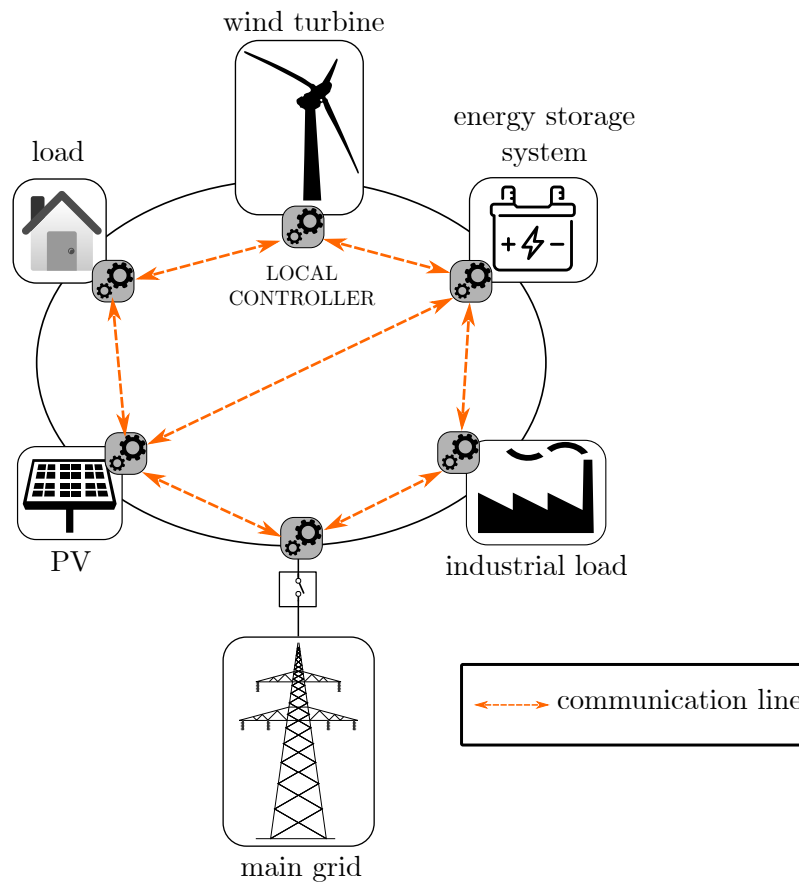 wind turbine
energy storage
system
load
LOCAL
CONTROLLER
PV
industrial load
communication line
main grid